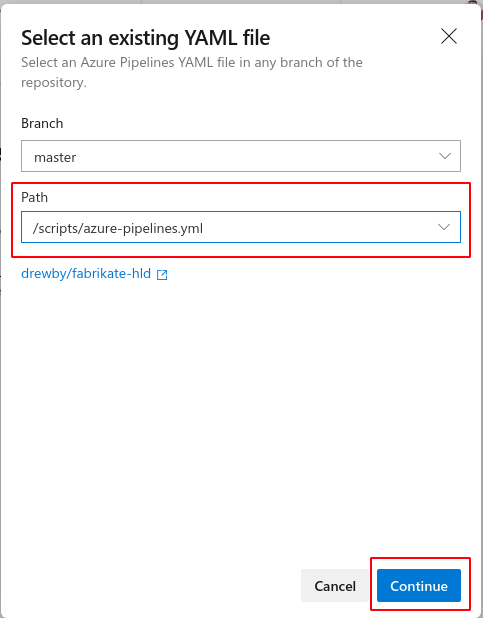 Select an existing YAML file
Select an Azure Pipelines YAML file in any branch of the
repository.
Branch
master
Path
/scripts/azure-pipelines.yml
drewby/fabrikate-hld
Cancel
Continue